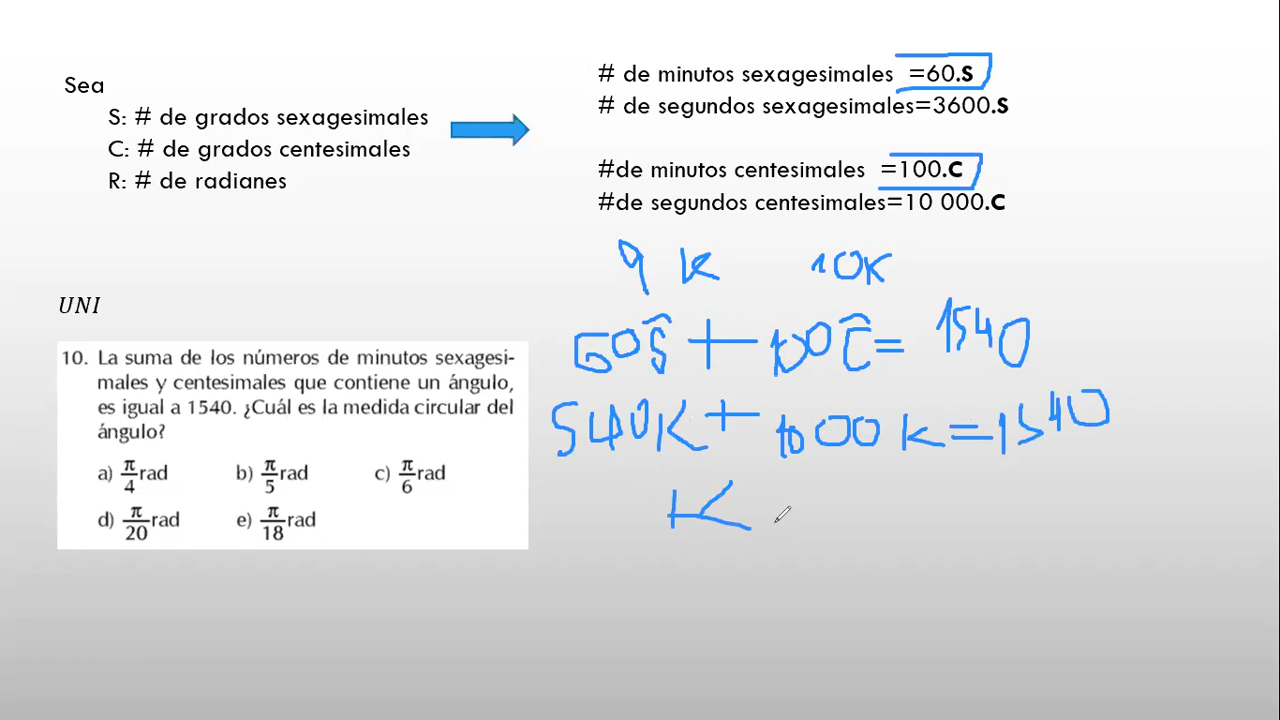 Sea
S: # de grados sexagesimales
C: # de grados centesimales
R: # de radianes
# de minutos sexagesimales =60.S
# de segundos sexagesimales=3600.S
#de minutos centesimales =100.C
#de segundos centesimales=10 000.C
UNI
10. La suma de los números de minutos sexagesi-
males y centesimales que contiene un ángulo,
es igual a 1540. ¿Cuál es la medida circular del
ángulo?
a) π/4 rad b) π/5 rad c) π/6 rad
d) π/20 rad e) π/18 rad
9 K 10K
60S + 100C = 1540
540K + 1000K = 1540
K